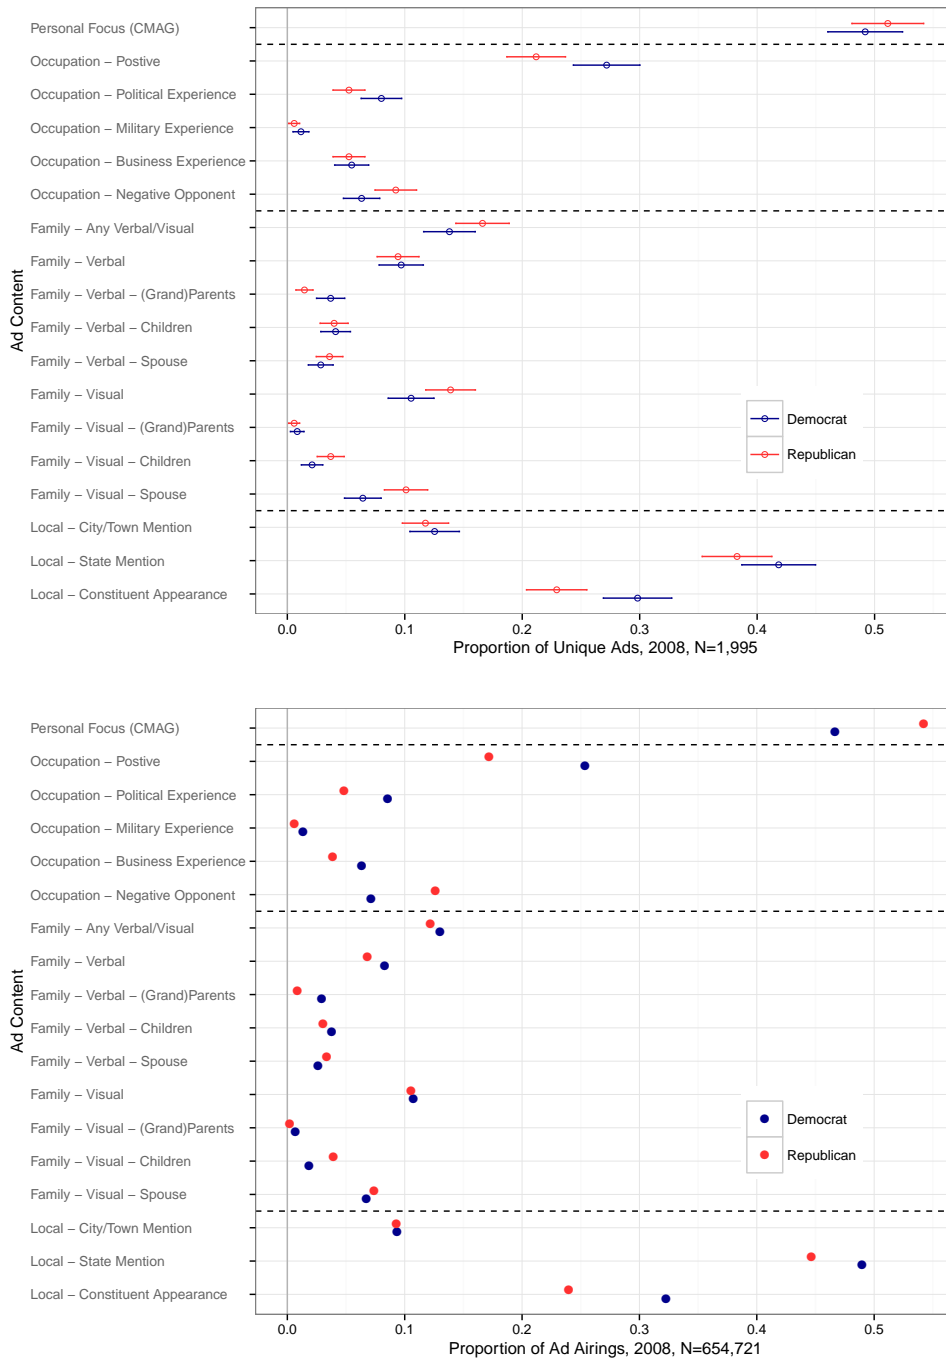 Personal Focus (CMAG)
Occupation – Postive
Occupation – Political Experience
Occupation – Military Experience
Occupation – Business Experience
Occupation – Negative Opponent
Family – Any Verbal/Visual
Family – Verbal
Family – Verbal – (Grand)Parents
Family – Verbal – Children
Family – Verbal – Spouse
Family – Visual
Family – Visual – (Grand)Parents
Family – Visual – Children
Family – Visual – Spouse
Local – City/Town Mention
Local – State Mention
Local – Constituent Appearance
Ad Content
Democrat
Republican
0.0 0.1 0.2 0.3 0.4 0.5
Proportion of Unique Ads, 2008, N=1,995
Personal Focus (CMAG)
Occupation – Postive
Occupation – Political Experience
Occupation – Military Experience
Occupation – Business Experience
Occupation – Negative Opponent
Family – Any Verbal/Visual
Family – Verbal
Family – Verbal – (Grand)Parents
Family – Verbal – Children
Family – Verbal – Spouse
Family – Visual
Family – Visual – (Grand)Parents
Family – Visual – Children
Family – Visual – Spouse
Local – City/Town Mention
Local – State Mention
Local – Constituent Appearance
Ad Content
Democrat
Republican
0.0 0.1 0.2 0.3 0.4 0.5
Proportion of Ad Airings, 2008, N=654,721